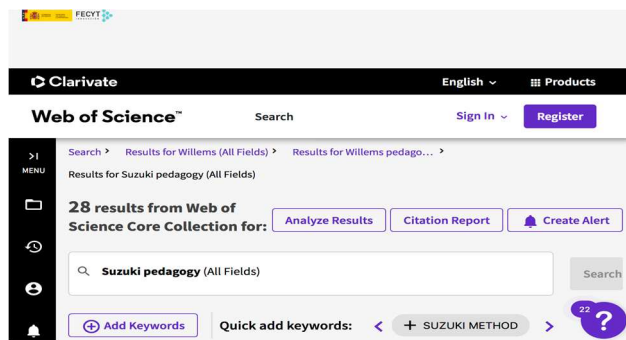 FECYT
Clarivate English Products
Web of Science™ Search Sign In Register
>I
MENU
Search > Results for Willems (All Fields) > Results for Willems pedago... >
Results for Suzuki pedagogy (All Fields)
28 results from Web of
Science Core Collection for:
Analyze Results Citation Report Create Alert
Suzuki pedagogy (All Fields) Search
Add Keywords Quick add keywords: < + SUZUKI METHOD >
22
?